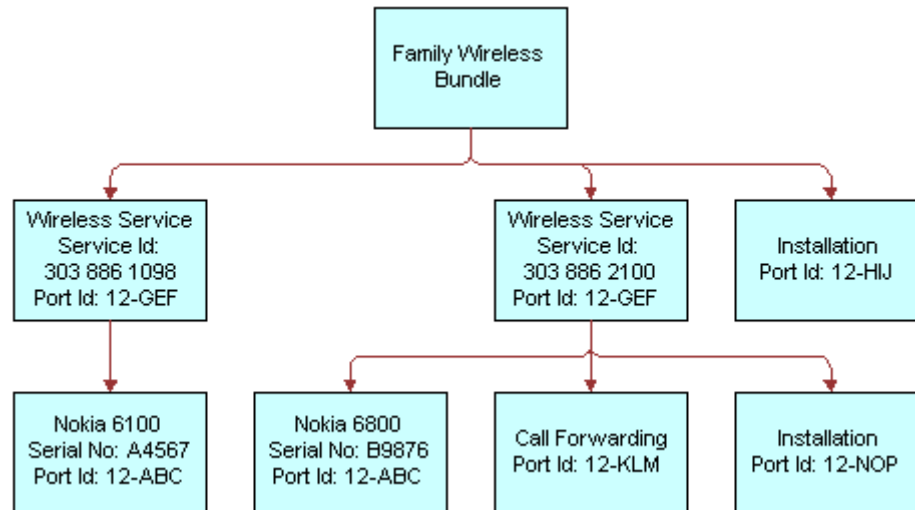 Family Wireless
Bundle
Wireless Service
Service Id:
303 886 1098
Port Id: 12-GEF
Wireless Service
Service Id:
303 886 2100
Port Id: 12-GEF
Installation
Port Id: 12-HIJ
Nokia 6100
Serial No: A4567
Port Id: 12-ABC
Nokia 6800
Serial No: B9876
Port Id: 12-ABC
Call Forwarding
Port Id: 12-KLM
Installation
Port Id: 12-NOP